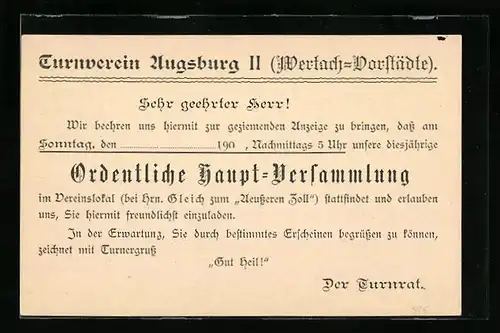 Turnverein Augsburg II (Wertach=Vorstädte).
Sehr geehrter Herr!
Wir beehren uns hiermit zur geziemenden Anzeige zu bringen, daß am
Sonntag, den ........................ 190 , Nachmittags 5 Uhr unsere diesjährige
Ordentliche Haupt=Versammlung
im Vereinslokal (bei Hrn. Gleich zum „Aeußeren Zoll“) stattfindet und erlauben
uns, Sie hiermit freundlichst einzuladen.
In der Erwartung, Sie durch bestimmtes Erscheinen begrüßen zu können,
zeichnet mit Turnergruß
„Gut Heil!“
Der Turnrat.